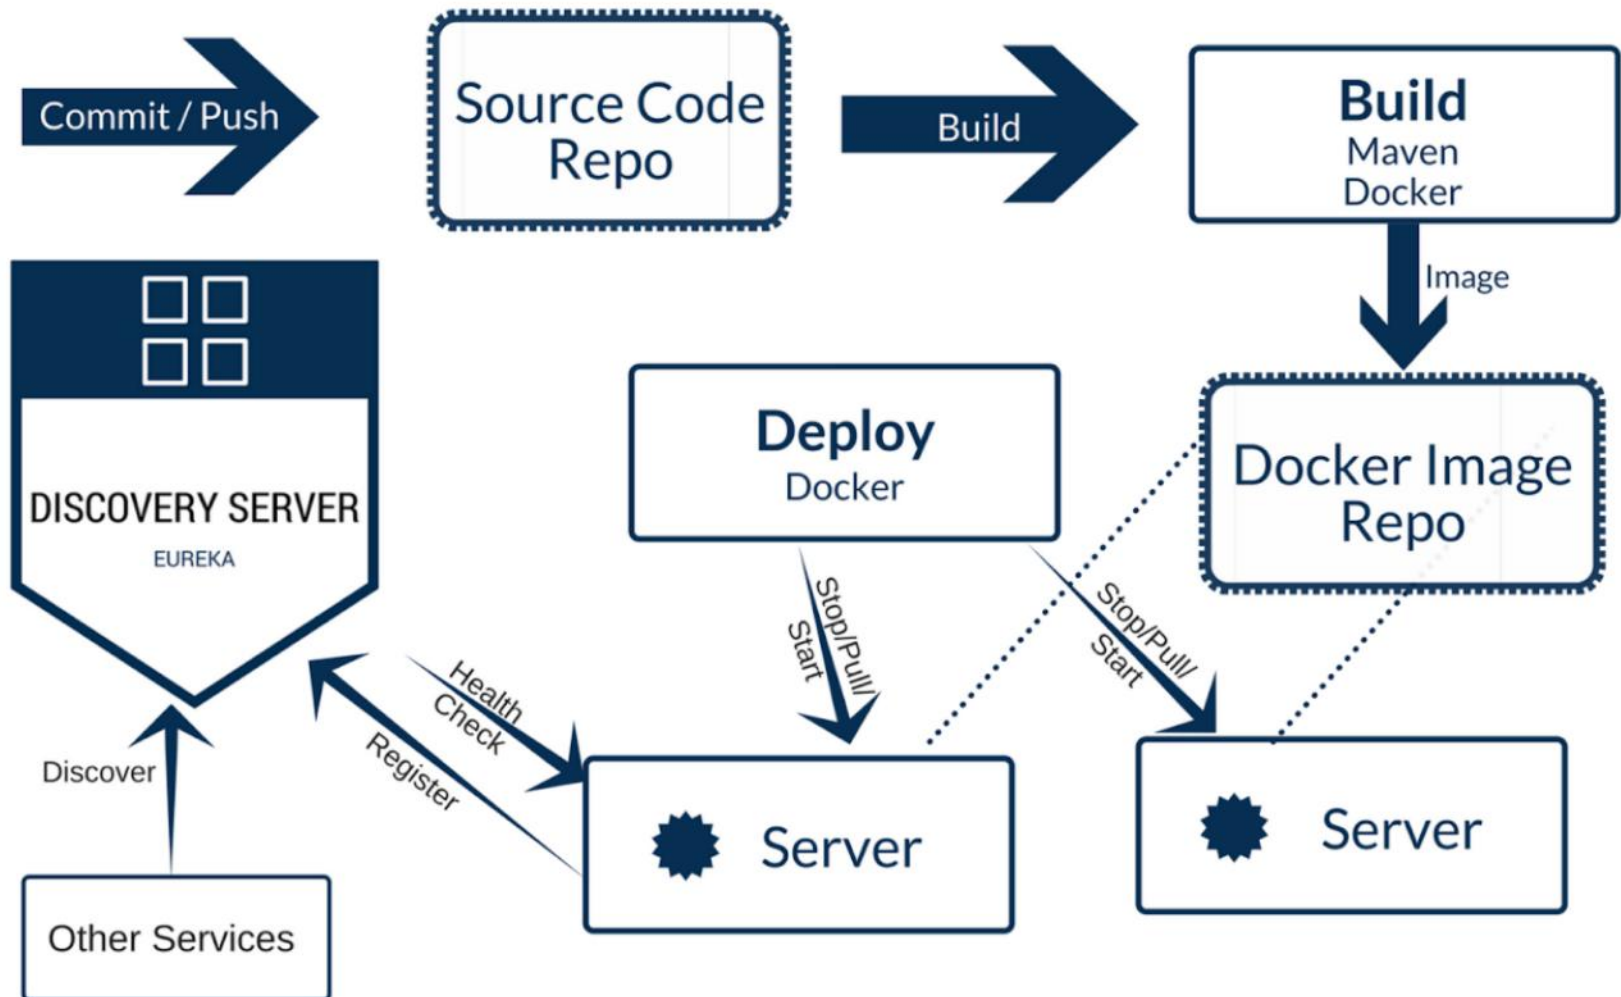 Commit / Push
Source Code
Repo
Build
Build
Maven
Docker
Image
DISCOVERY SERVER
EUREKA
Deploy
Docker
Docker Image
Repo
Stop/Pull/
Start
Stop/Pull/
Start
Health
Check
Register
Discover
Server
Server
Other Services